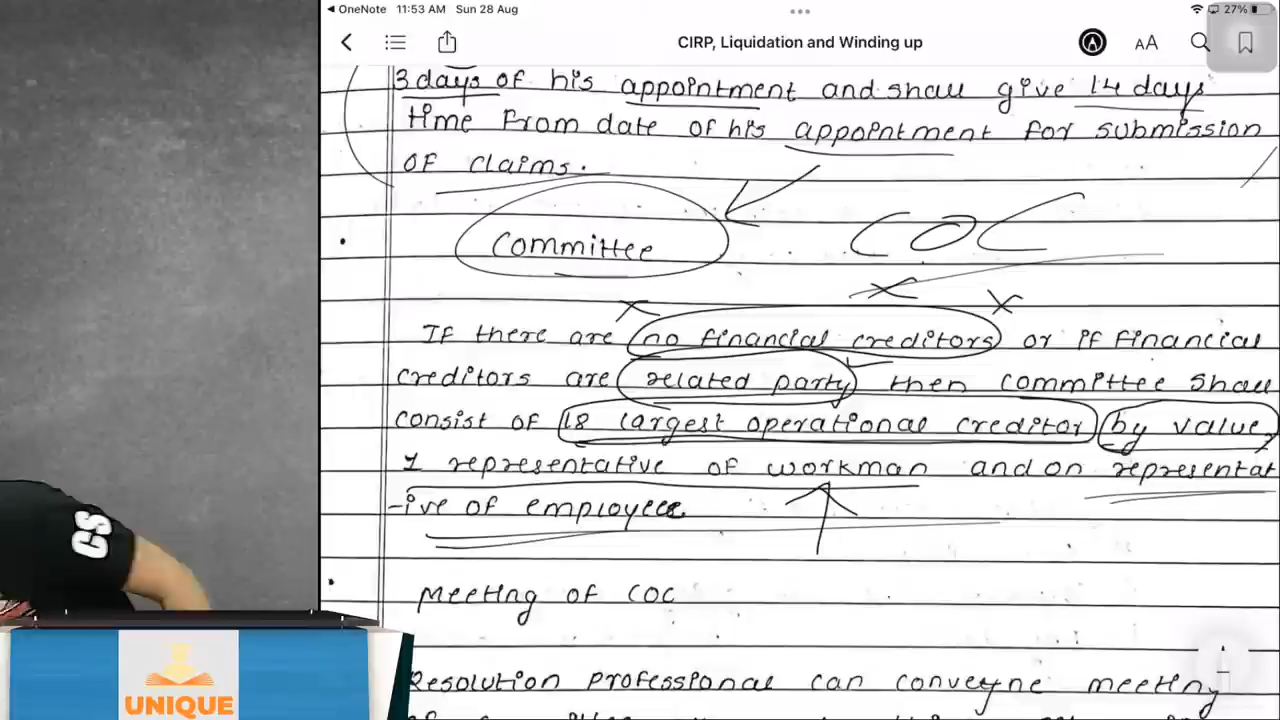 OneNote 11:53 AM Sun 28 Aug 27%
CIRP, Liquidation and Winding up
AA
3 days of his appointment and shall give 14 days
time from date of his appointment for submission
of claims.
Committee COC
If there are no financial creditors or if financial
creditors are related party then committee shall
consist of 18 largest operational creditor by value,
1 representative of workman and on representat
-ive of employee
Meeting of COC
Resolution professional can conveyne meeting
CS
UNIQUE